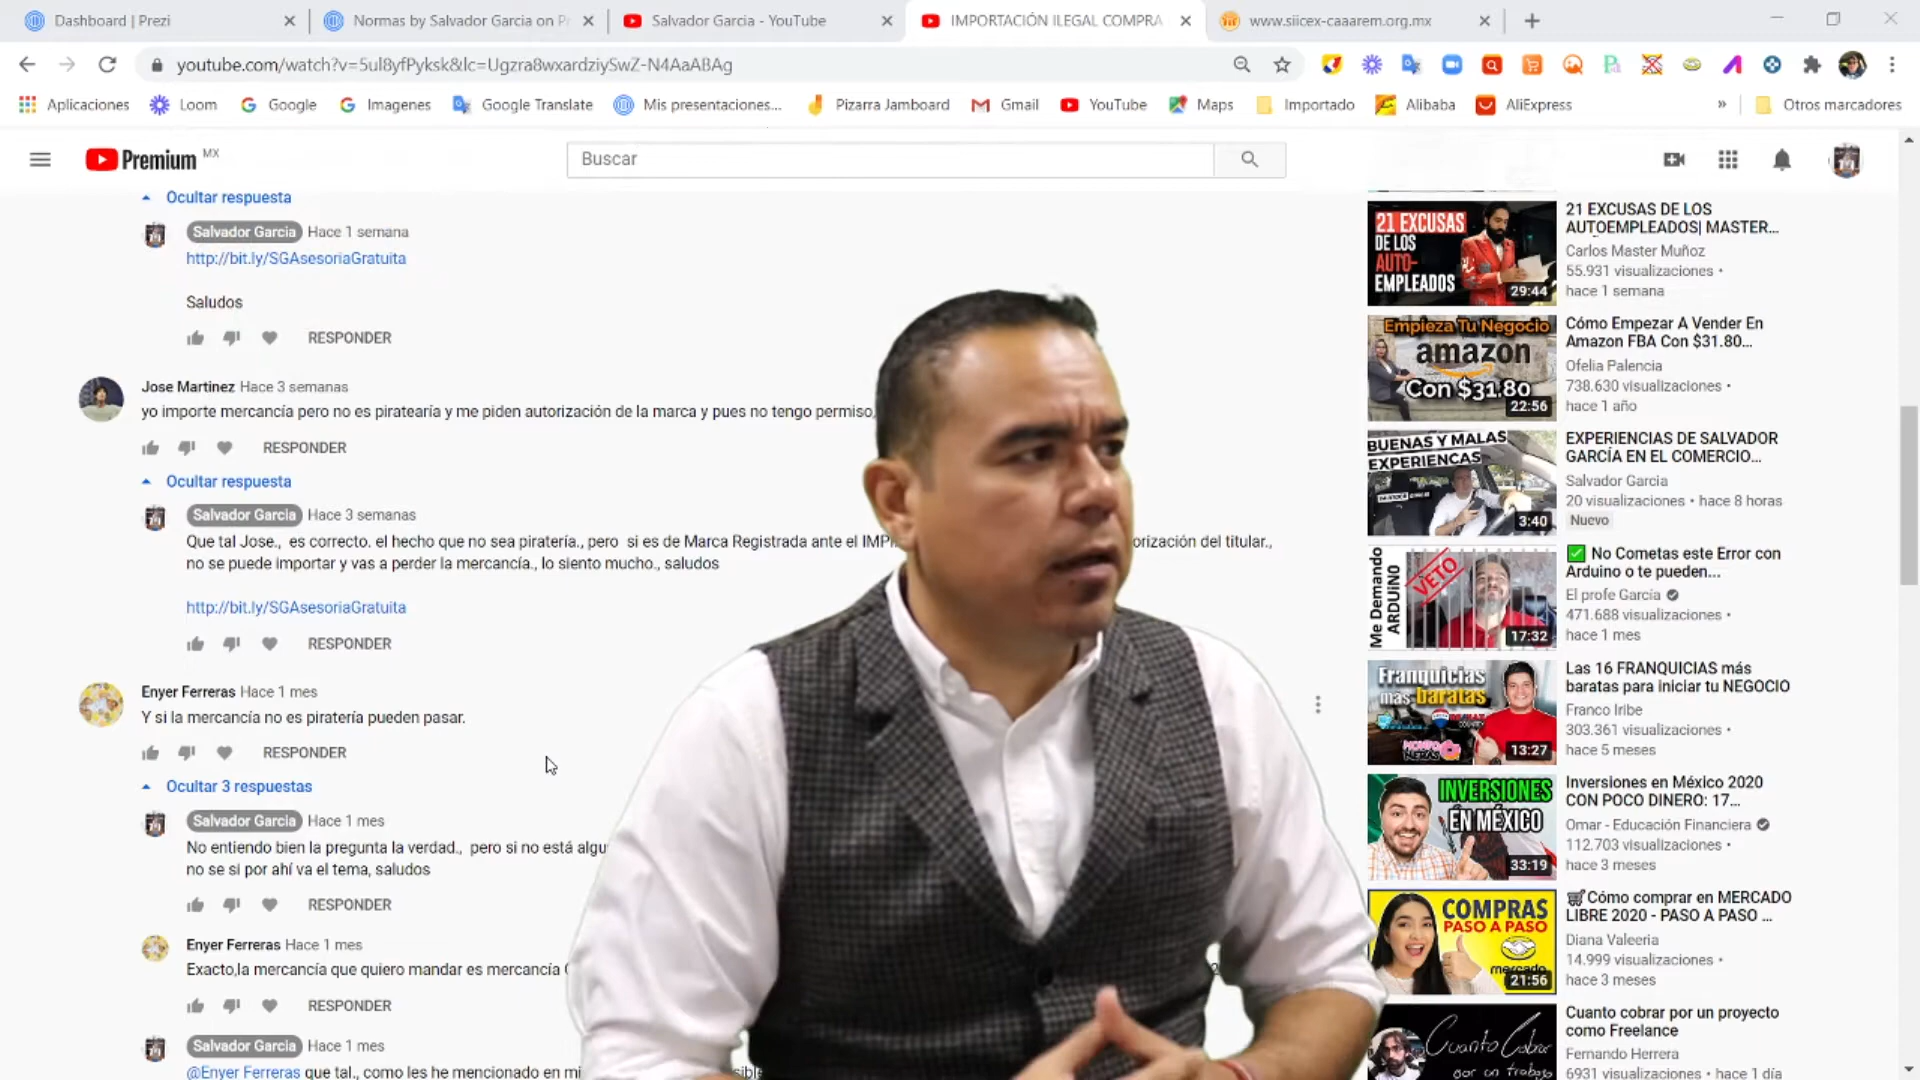 Dashboard | Prezi
Normas by Salvador Garcia on Pr
Salvador Garcia - YouTube
IMPORTACIÓN ILEGAL COMPRA
www.siicex-caaarem.org.mx
youtube.com/watch?v=5ul8yfPyksk&lc=Ugzra8wxardziySwZ-N4AaABAg
Aplicaciones
Loom
Google
Imagenes
Google Translate
Mis presentaciones...
Pizarra Jamboard
Gmail
YouTube
Maps
Importado
Alibaba
AliExpress
»
Otros marcadores
Premium MX
Buscar
Ocultar respuesta
Salvador Garcia Hace 1 semana
http://bit.ly/SGAsesoriaGratuita
Saludos
RESPONDER
Jose Martinez Hace 3 semanas
yo importe mercancía pero no es piratearía y me piden autorización de la marca y pues no tengo permiso,
RESPONDER
Ocultar respuesta
Salvador Garcia Hace 3 semanas
Que tal Jose., es correcto. el hecho que no sea piratería., pero si es de Marca Registrada ante el IMPI orización del titular.,
no se puede importar y vas a perder la mercancía., lo siento mucho., saludos
http://bit.ly/SGAsesoriaGratuita
RESPONDER
Enyer Ferreras Hace 1 mes
Y si la mercancía no es piratería pueden pasar.
RESPONDER
Ocultar 3 respuestas
Salvador Garcia Hace 1 mes
No entiendo bien la pregunta la verdad., pero si no está algu
no se si por ahí va el tema, saludos
RESPONDER
Enyer Ferreras Hace 1 mes
Exacto,la mercancía que quiero mandar es mercancía
RESPONDER
Salvador Garcia Hace 1 mes
@Enyer Ferreras que tal., como les he mencionado en mi
21 EXCUSAS
DE LOS
AUTO-
EMPLEADOS
29:44
21 EXCUSAS DE LOS
AUTOEMPLEADOS| MASTER...
Carlos Master Muñoz
55.931 visualizaciones •
hace 1 semana
Empieza Tu Negocio
amazon
Con $31.80
22:56
Cómo Empezar A Vender En
Amazon FBA Con $31.80...
Ofelia Palencia
738.630 visualizaciones •
hace 1 año
BUENAS Y MALAS
EXPERIENCAS
3:40
EXPERIENCIAS DE SALVADOR
GARCÍA EN EL COMERCIO...
Salvador Garcia
20 visualizaciones • hace 8 horas
Nuevo
Me Demando
ARDUiNO
VETO
17:32
No Cometas este Error con
Arduino o te pueden...
El profe García
471.688 visualizaciones •
hace 1 mes
Franquicias
más baratas
13:27
Las 16 FRANQUICIAS más
baratas para iniciar tu NEGOCIO
Franco Iribe
303.361 visualizaciones •
hace 5 meses
INVERSIONES
EN MÉXICO
33:19
Inversiones en México 2020
CON POCO DINERO: 17...
Omar - Educación Financiera
112.703 visualizaciones •
hace 3 meses
COMPRAS
PASO A PASO
mercado
21:56
Cómo comprar en MERCADO
LIBRE 2020 - PASO A PASO ...
Diana Valeeria
14.999 visualizaciones •
hace 3 meses
Cuanto Cobrar
por un trabajo
Cuanto cobrar por un proyecto
como Freelance
Fernando Herrera
6931 visualizaciones • hace 1 día